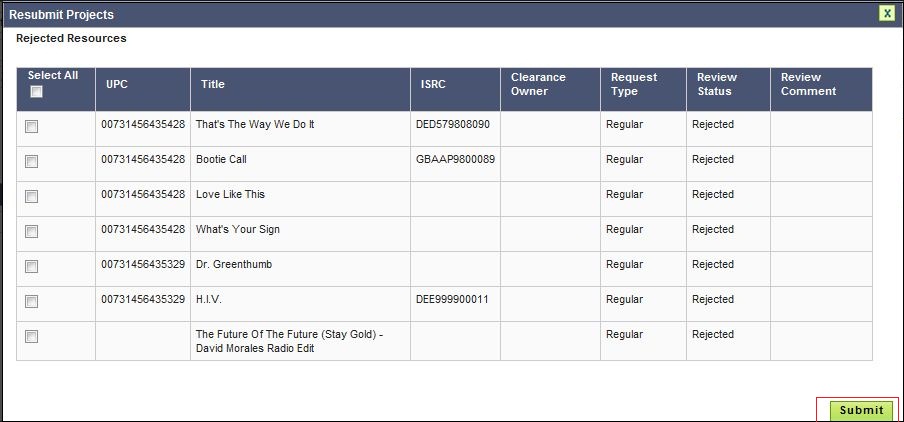 Resubmit Projects X
Rejected Resources
Select All UPC Title ISRC Clearance Owner Request Type Review Status Review Comment
00731456435428 That's The Way We Do It DED579808090 Regular Rejected
00731456435428 Bootie Call GBAAP9800089 Regular Rejected
00731456435428 Love Like This Regular Rejected
00731456435428 What's Your Sign Regular Rejected
00731456435329 Dr. Greenthumb Regular Rejected
00731456435329 H.I.V. DEE999900011 Regular Rejected
The Future Of The Future (Stay Gold) - Regular Rejected
David Morales Radio Edit
Submit